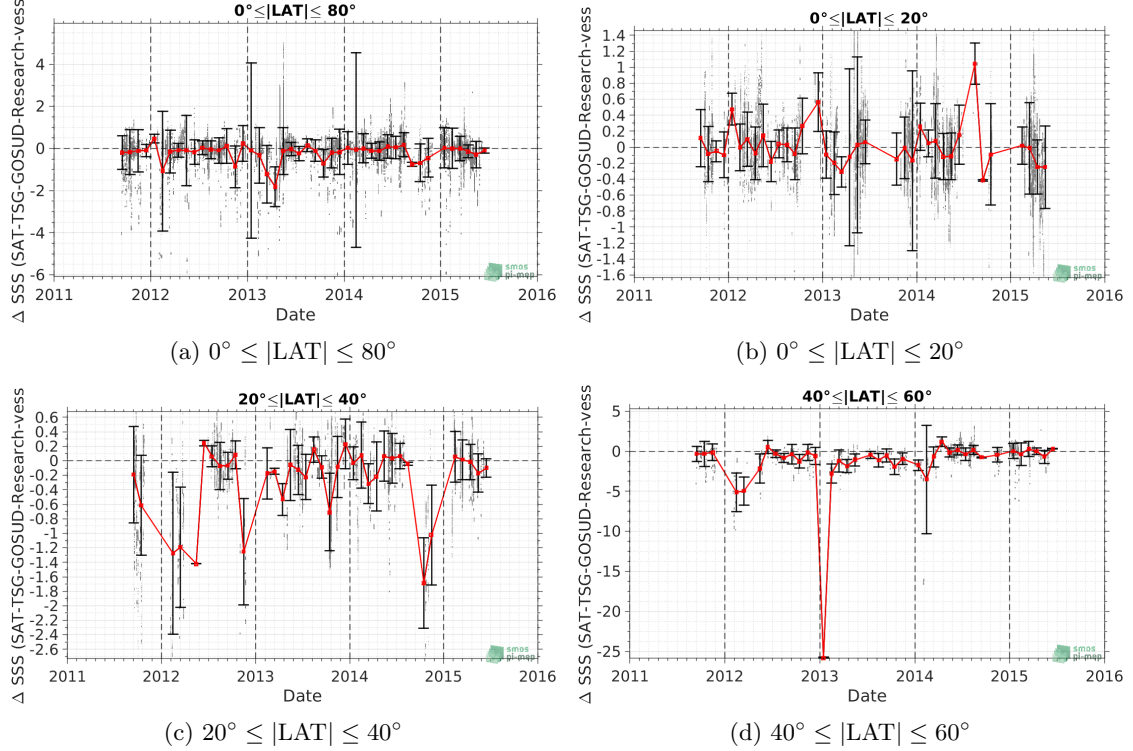 0°≤|LAT|≤ 80°
Δ SSS (SAT-TSG-GOSUD-Research-vess
4
2
0
-2
-4
-6
2011 2012 2013 2014 2015 2016
Date
smos
pi-mep
(a) 0° ≤ |LAT| ≤ 80°
0°≤|LAT|≤ 20°
Δ SSS (SAT-TSG-GOSUD-Research-vess
1.4
1.2
1
0.8
0.6
0.4
0.2
0
-0.2
-0.4
-0.6
-0.8
-1
-1.2
-1.4
-1.6
2011 2012 2013 2014 2015 2016
Date
smos
pi-mep
(b) 0° ≤ |LAT| ≤ 20°
20°≤|LAT|≤ 40°
Δ SSS (SAT-TSG-GOSUD-Research-vess
0.6
0.4
0.2
0
-0.2
-0.4
-0.6
-0.8
-1
-1.2
-1.4
-1.6
-1.8
-2
-2.2
-2.4
-2.6
2011 2012 2013 2014 2015 2016
Date
smos
pi-mep
(c) 20° ≤ |LAT| ≤ 40°
40°≤|LAT|≤ 60°
Δ SSS (SAT-TSG-GOSUD-Research-vess
5
0
-5
-10
-15
-20
-25
2011 2012 2013 2014 2015 2016
Date
smos
pi-mep
(d) 40° ≤ |LAT| ≤ 60°